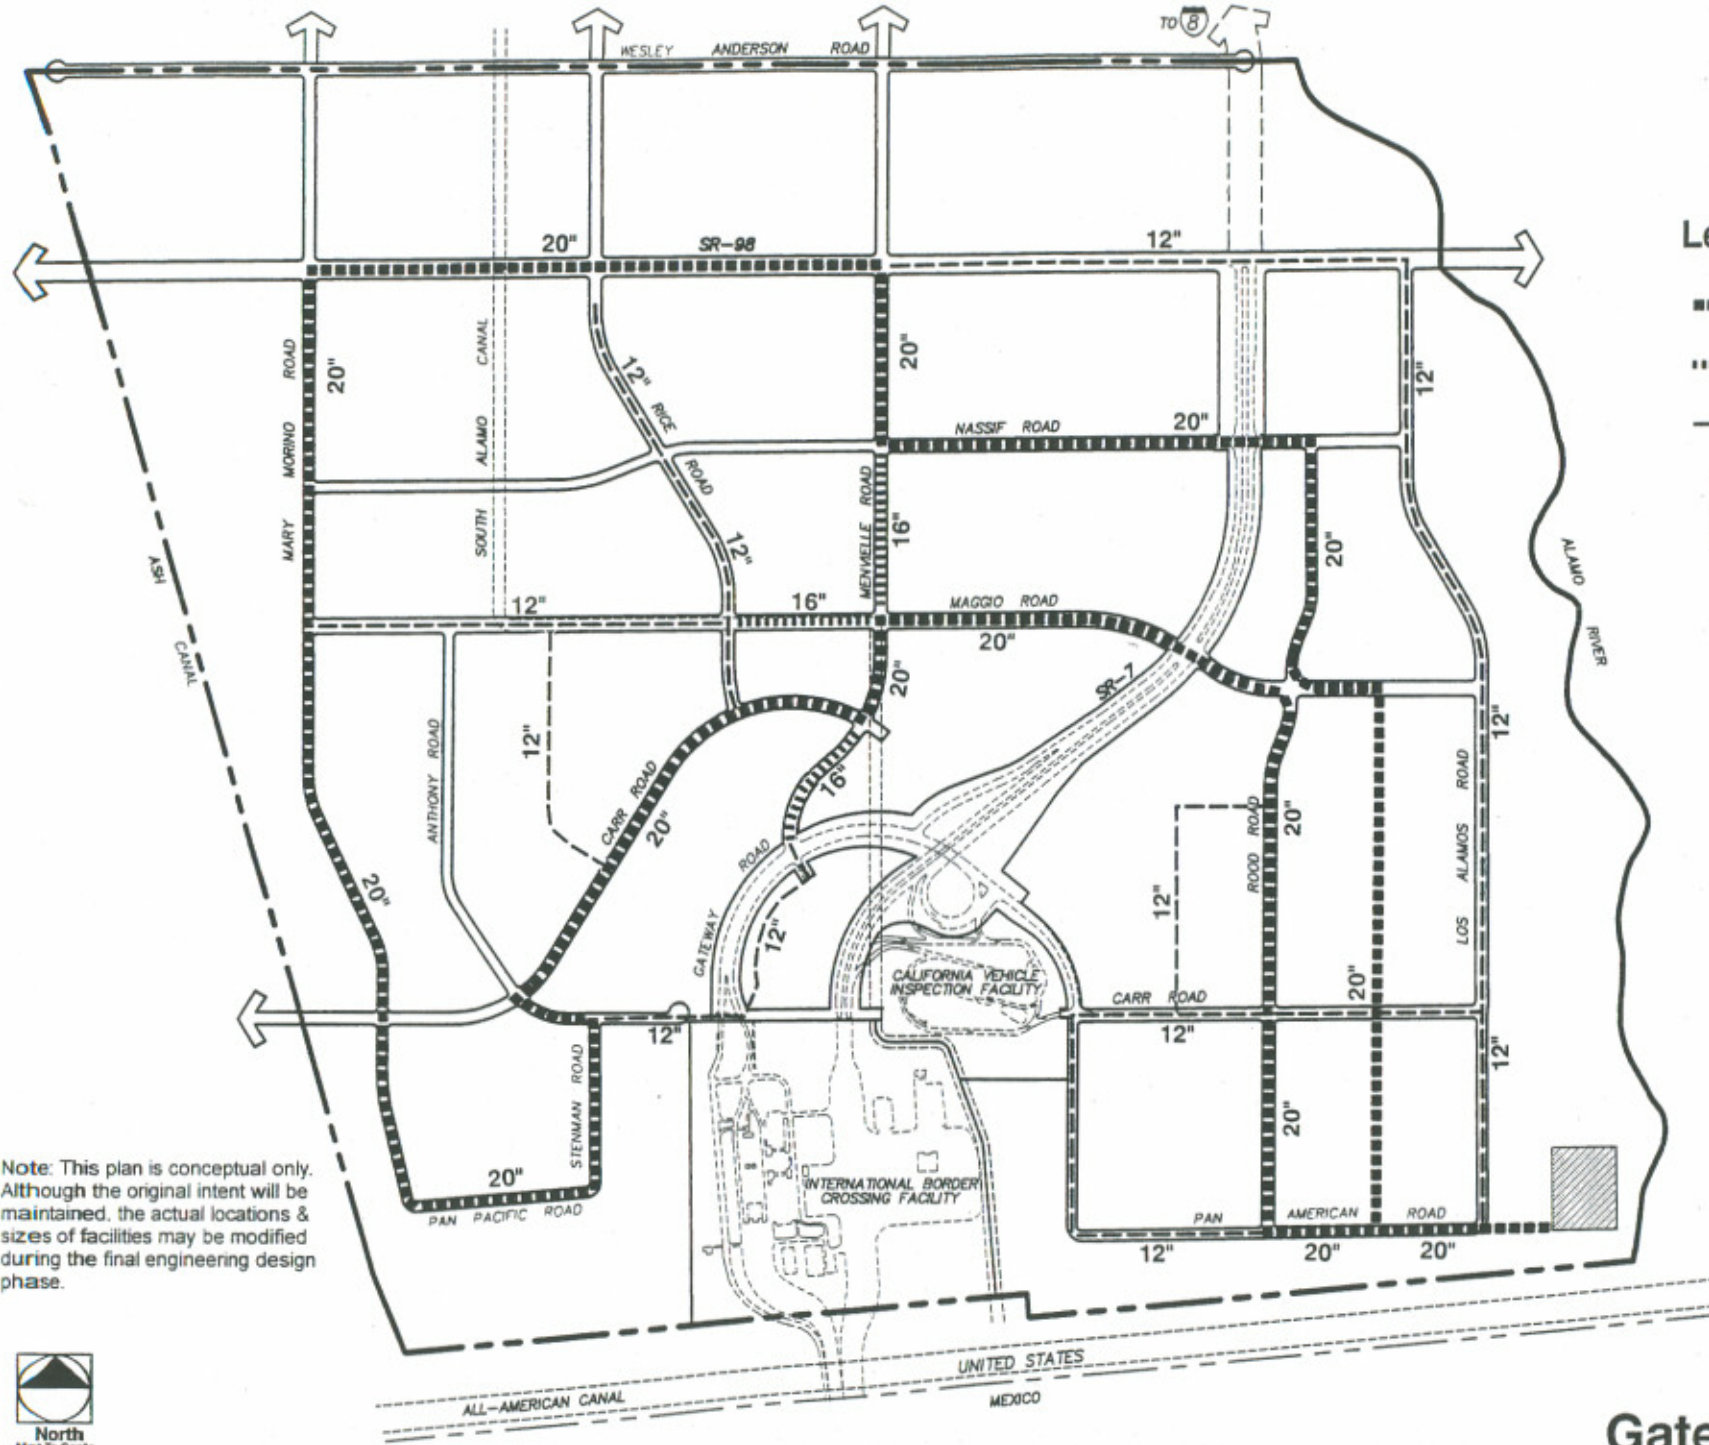 TO 8
WESLEY ANDERSON ROAD
20"
SR-98
12"
MARY MORINO ROAD
20"
SOUTH ALAMO CANAL
12"
RICE ROAD
12"
20"
NASSIF ROAD
20"
12"
MENVIELLE ROAD
16"
20"
ALAMO RIVER
ASH CANAL
12"
16"
MAGGIO ROAD
20"
20"
SR-7
12"
ANTHONY ROAD
12"
CARR ROAD
20"
16"
GATEWAY ROAD
12"
20"
ROOD ROAD
20"
12"
LOS ALAMOS ROAD
20"
CALIFORNIA VEHICLE
INSPECTION FACILITY
CARR ROAD
12"
12"
12"
STENMAN ROAD
20"
20"
PAN PACIFIC ROAD
INTERNATIONAL BORDER
CROSSING FACILITY
PAN AMERICAN ROAD
12"
20"
20"
Note: This plan is conceptual only.
Although the original intent will be
maintained. the actual locations &
sizes of facilities may be modified
during the final engineering design
phase.
UNITED STATES
ALL-AMERICAN CANAL
MEXICO
North
Le
Gate